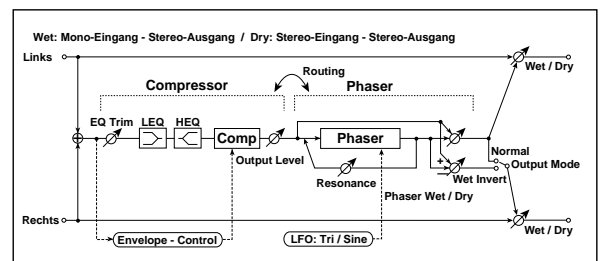 Wet: Mono-Eingang - Stereo-Ausgang / Dry: Stereo-Eingang - Stereo-Ausgang
Links
Wet / Dry
Routing
Compressor
Phaser
EQ Trim
LEQ
HEQ
Comp
Phaser
Output Level
Resonance
+
–
Normal
Output Mode
Wet Invert
Phaser Wet / Dry
Rechts
Wet / Dry
Envelope - Control
LFO: Tri / Sine